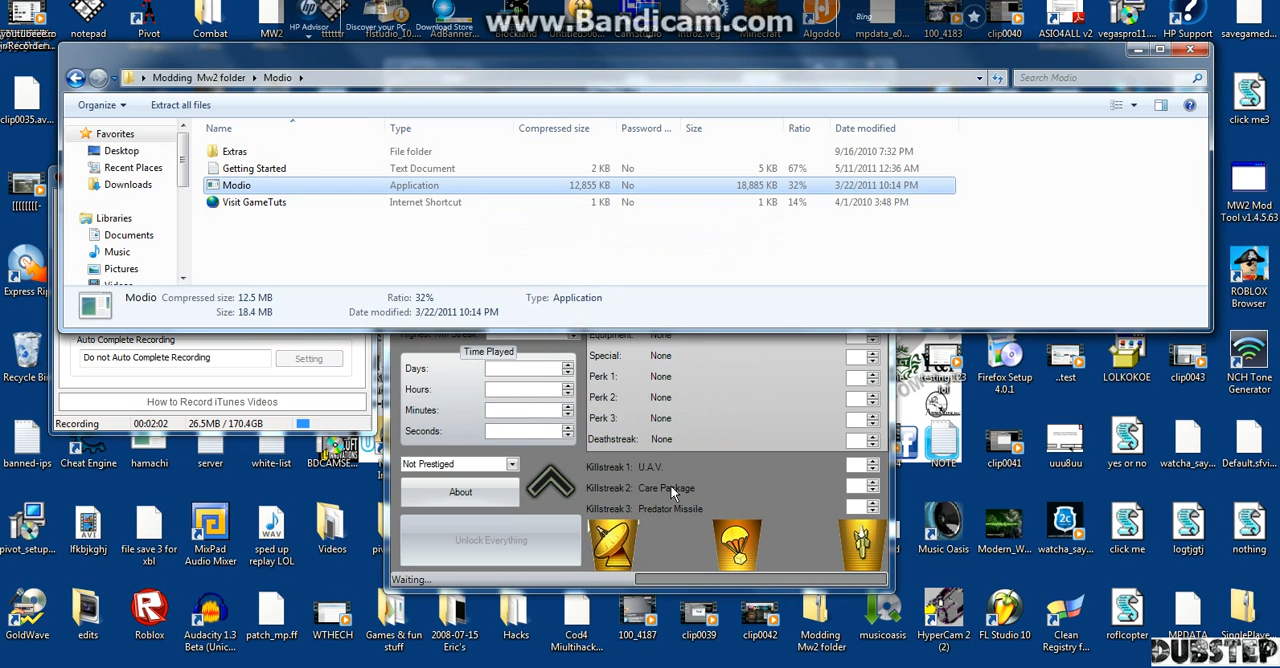 www.Bandicam.com
notepad
Pivot
Combat
MW2
HP Advisor
Discover your PC
Download Store
Bing
Algodoo
mpdata_e0...
100_4183
clip0040
ASIO4ALL v2
vegaspro11....
HP Support
savegamed...
Modding Mw2 folder
Modio
Search Modio
Organize
Extract all files
Name
Type
Compressed size
Password ...
Size
Ratio
Date modified
Favorites
Desktop
Recent Places
Downloads
Libraries
Documents
Music
Pictures
Extras
File folder
9/16/2010 7:32 PM
Getting Started
Text Document
2 KB
No
5 KB
67%
5/11/2011 12:36 AM
Modio
Application
12,855 KB
No
18,885 KB
32%
3/22/2011 10:14 PM
Visit GameTuts
Internet Shortcut
1 KB
No
1 KB
14%
4/1/2010 3:48 PM
Modio
Compressed size: 12.5 MB
Size: 18.4 MB
Ratio: 32%
Date modified: 3/22/2011 10:14 PM
Type: Application
clip0035.av...
[[[[[[[[-
Express Rip
Recycle Bin
click me3
MW2 Mod Tool v1.4.5.63
ROBLOX Browser
NCH Tone Generator
Auto Complete Recording
Do not Auto Complete Recording
Setting
How to Record iTunes Videos
Recording
00:02:02
26.5MB / 170.4GB
Time Played
Days:
Hours:
Minutes:
Seconds:
Not Prestiged
About
Unlock Everything
Waiting...
Equipment: None
Special: None
Perk 1: None
Perk 2: None
Perk 3: None
Deathstreak: None
Killstreak 1: U.A.V.
Killstreak 2: Care Package
Killstreak 3: Predator Missile
Firefox Setup 4.0.1
..test
LOLKOKOE
clip0043
banned-ips
Cheat Engine
hamachi
server
white-list
BDCAMSE...
NOTE
clip0041
uuu8uu
yes or no
watcha_say...
Default.sfvi...
pivot_setup...
lfkbjkghj
file save 3 for xbl
MixPad Audio Mixer
sped up replay LOL
Videos
Music Oasis
Modern_W...
watcha_say...
click me
logtjgtj
nothing
GoldWave
edits
Roblox
Audacity 1.3 Beta (Unic...
patch_mp.ff
WTHECH
Games & fun stuff
2008-07-15 Eric's
Hacks
Cod4 Miultihack...
100_4187
clip0039
clip0042
Modding Mw2 folder
musicoasis
HyperCam 2 (2)
FL Studio 10
Clean Registry f...
roflcopter
MPDATA
SinglePlaye...
DUBSTEP